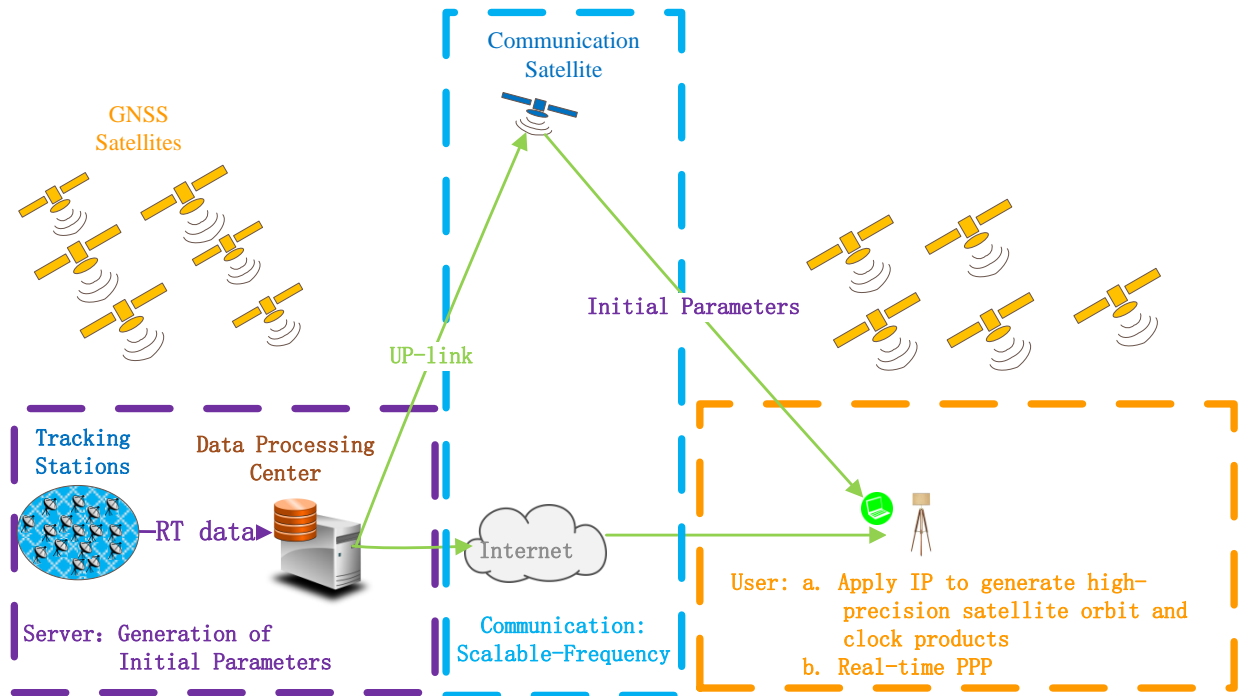 Communication
Satellite
GNSS
Satellites
Initial Parameters
UP-link
Tracking
Stations
Data Processing
Center
RT data
Internet
Server: Generation of
Initial Parameters
Communication:
Scalable-Frequency
User: a. Apply IP to generate high-
precision satellite orbit and
clock products
b. Real-time PPP